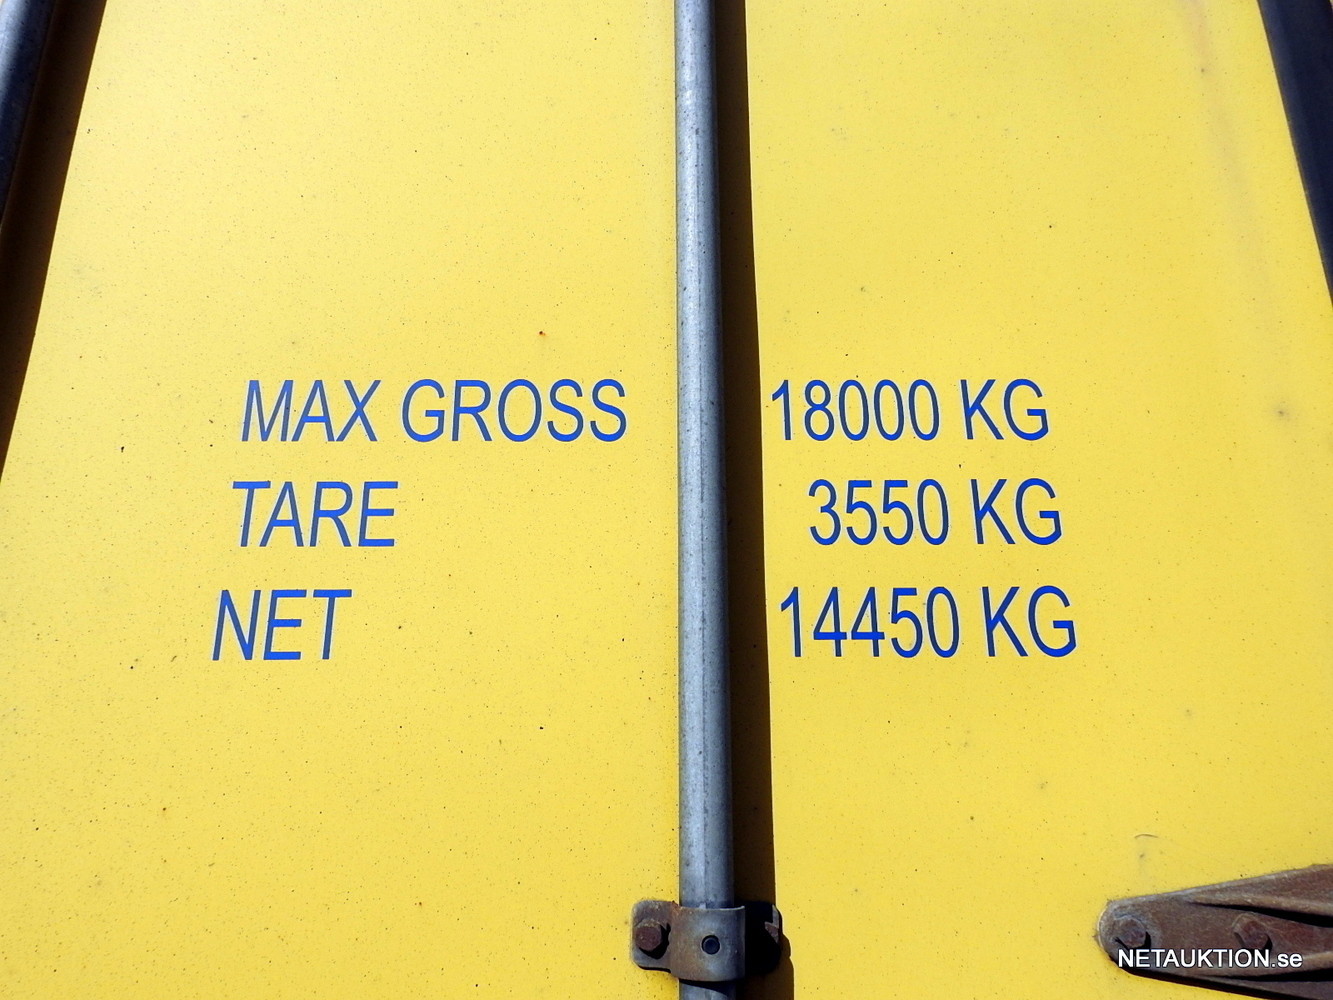 MAX GROSS 18000 KG
TARE 3550 KG
NET 14450 KG
NETAUKTION.se